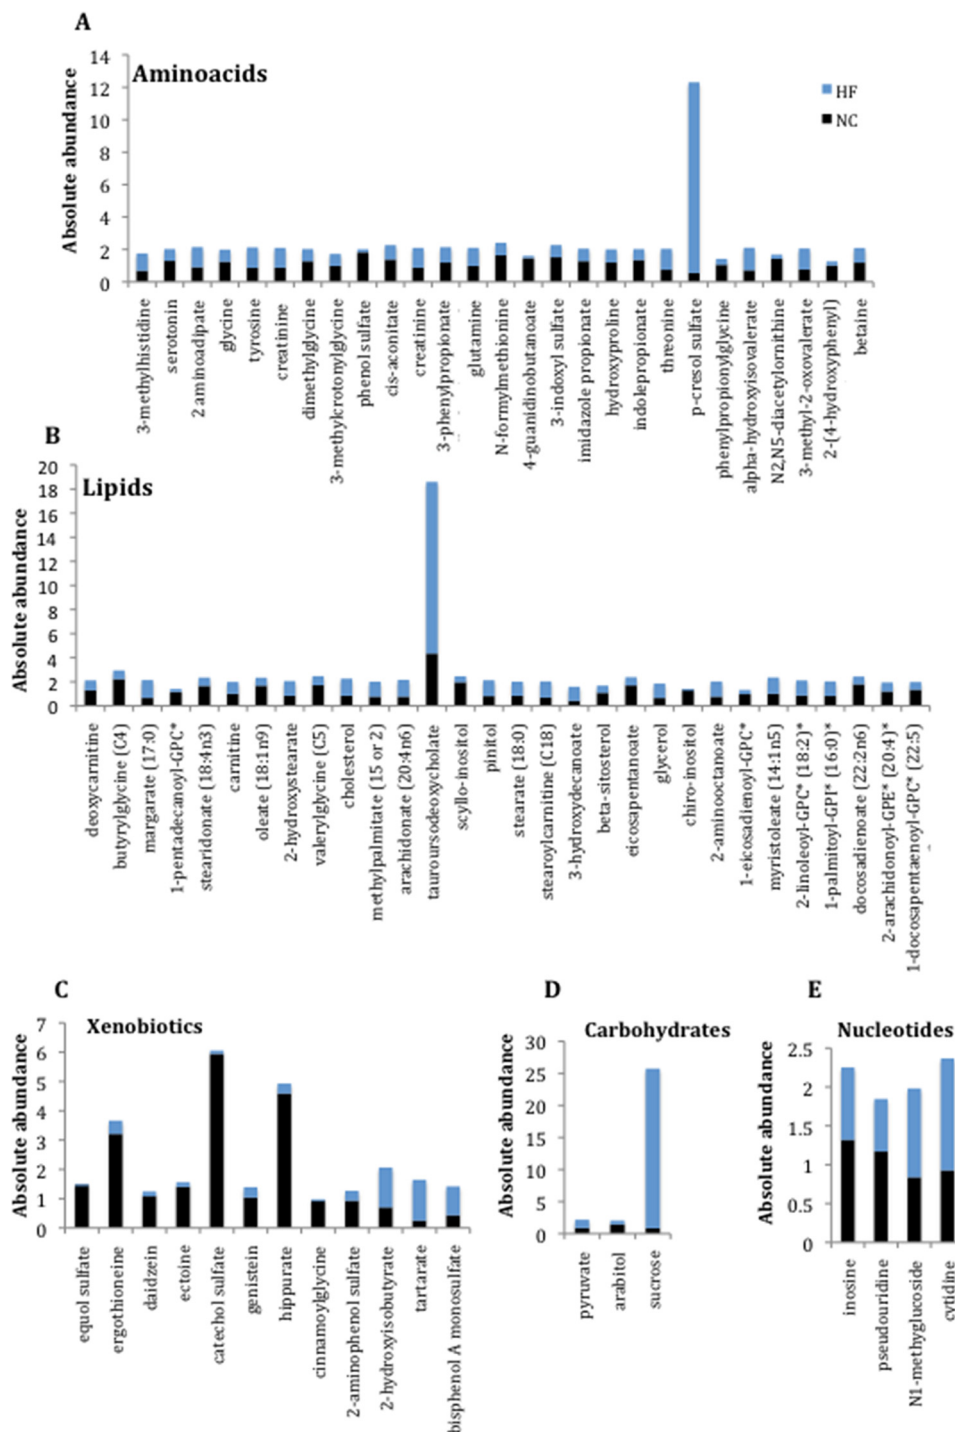 A
Aminoacids
HF
NC
Absolute abundance
14
12
10
8
6
4
2
0
3-methylhistidine
serotonin
2 aminoadipate
glycine
tyrosine
creatinine
dimethylglycine
3-methylcrotonylglycine
phenol sulfate
cis-aconitate
creatinine
3-phenylpropionate
glutamine
N-formylmethionine
4-guanidinobutanoate
3-indoxyl sulfate
imidazole propionate
hydroxyproline
indolepropionate
threonine
p-cresol sulfate
phenylpropionylglycine
alpha-hydroxyisovalerate
N2,N5-diacetylornithine
3-methyl-2-oxovalerate
2-(4-hydroxyphenyl)
betaine
B
Lipids
Absolute abundance
20
18
16
14
12
10
8
6
4
2
0
deoxycarnitine
butyrylglycine (C4)
margarate (17:0)
1-pentadecanoyl-GPC*
stearidonate (18:4n3)
carnitine
oleate (18:1n9)
2-hydroxystearate
valerylglycine (C5)
cholesterol
methylpalmitate (15 or 2)
arachidonate (20:4n6)
tauroursodeoxycholate
scyllo-inositol
pinitol
stearate (18:0)
stearoylcarnitine (C18)
3-hydroxydecanoate
beta-sitosterol
eicosapentanoate
glycerol
chiro-inositol
2-aminooctanoate
1-eicosadienoyl-GPC*
myristoleate (14:1n5)
2-linoleoyl-GPC* (18:2)*
1-palmitoyl-GPI* (16:0)*
docosadienoate (22:2n6)
2-arachidonoyl-GPE* (20:4)*
1-docosapentaenoyl-GPC* (22:5)
C
Xenobiotics
Absolute abundance
7
6
5
4
3
2
1
0
equol sulfate
ergothioneine
daidzein
ectoine
catechol sulfate
genistein
hippurate
cinnamoylglycine
2-aminophenol sulfate
2-hydroxyisobutyrate
tartarate
bisphenol A monosulfate
D
Carbohydrates
Absolute abundance
30
25
20
15
10
5
0
pyruvate
arabitol
sucrose
E
Nucleotides
Absolute abundance
2.5
2
1.5
1
0.5
0
inosine
pseudouridine
N1-methyglucoside
cytidine